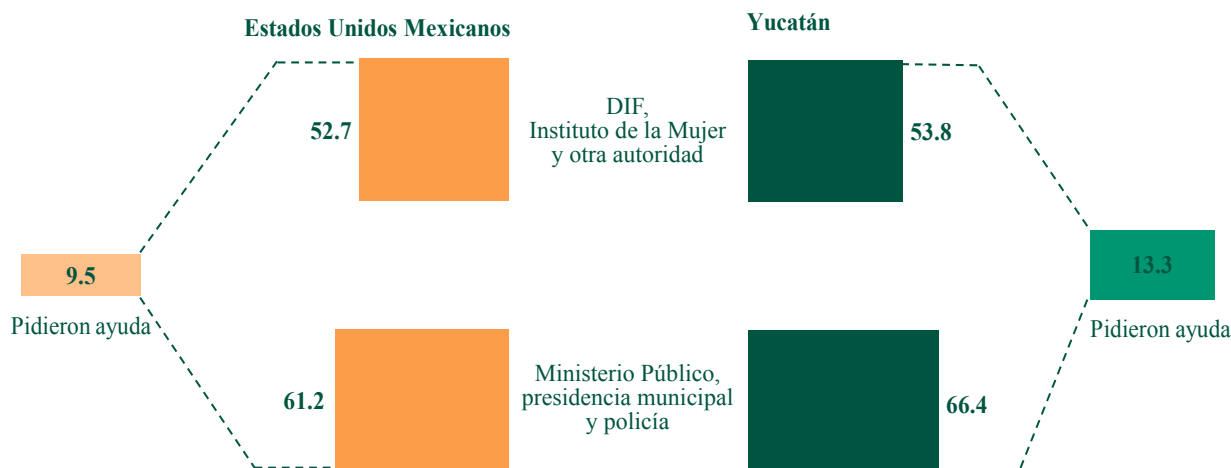 Estados Unidos Mexicanos
Yucatán
52.7
DIF,
Instituto de la Mujer
y otra autoridad
53.8
9.5
Pidieron ayuda
13.3
Pidieron ayuda
61.2
Ministerio Público,
presidencia municipal
y policía
66.4